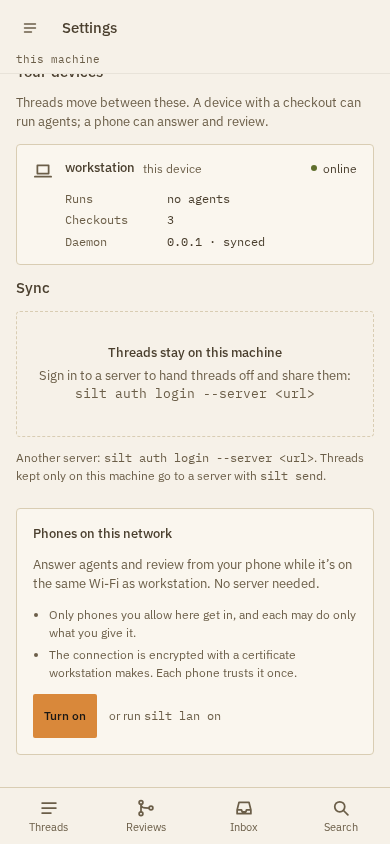 Settings
this machine
Your devices
Threads move between these. A device with a checkout can
run agents; a phone can answer and review.
workstation this device online
Runs no agents
Checkouts 3
Daemon 0.0.1 · synced
Sync
Threads stay on this machine
Sign in to a server to hand threads off and share them:
silt auth login --server <url>
Another server: silt auth login --server <url>. Threads
kept only on this machine go to a server with silt send.
Phones on this network
Answer agents and review from your phone while it’s on
the same Wi-Fi as workstation. No server needed.
• Only phones you allow here get in, and each may do only
what you give it.
• The connection is encrypted with a certificate
workstation makes. Each phone trusts it once.
Turn on or run silt lan on
Threads Reviews Inbox Search